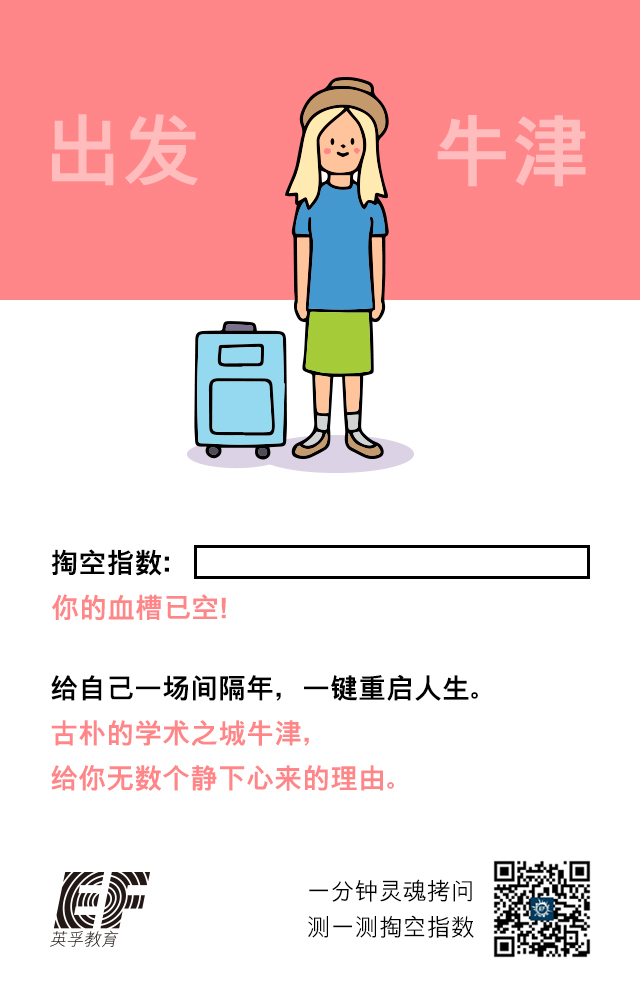 出发 牛津
掏空指数:
你的血槽已空!
给自己一场间隔年，一键重启人生。
古朴的学术之城牛津,
给你无数个静下心来的理由。
一分钟灵魂拷问
测一测掏空指数
EF
英孚教育